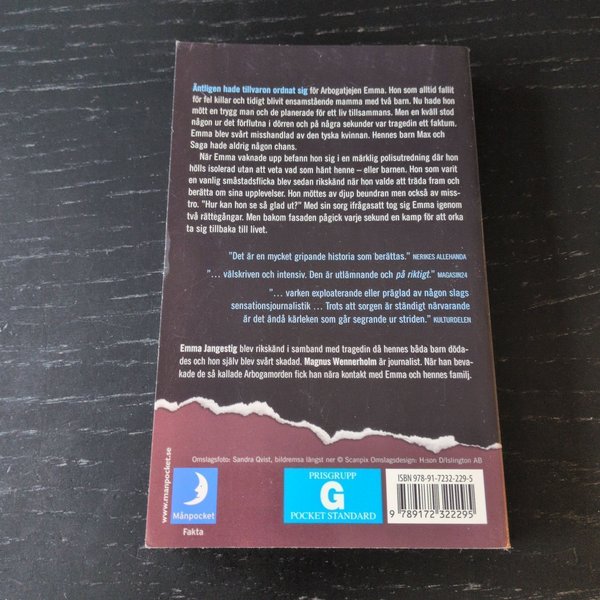 Äntligen hade tillvaron ordnat sig för Arbogatjejen Emma. Hon som alltid fallit
för fel killar och tidigt blivit ensamstående mamma med två barn. Nu hade hon
mött en trygg man och de planerade för ett liv tillsammans. Men en kväll stod
någon ur det förflutna i dörren och på några sekunder var tragedin ett faktum.
Emma blev svårt misshandlad av den tyska kvinnan. Hennes barn Max och
Saga hade aldrig någon chans.
När Emma vaknade upp befann hon sig i en märklig polisutredning där hon
hölls isolerad utan att veta vad som hänt henne – eller barnen. Hon som varit
en vanlig småstadsflicka blev sedan rikskänd när hon valde att träda fram och
berätta om sina upplevelser. Hon möttes av djup beundran men också av miss-
tro. "Hur kan hon se så glad ut?" Med sin sorg ifrågasatt tog sig Emma igenom
två rättegångar. Men bakom fasaden pågick varje sekund en kamp för att orka
ta sig tillbaka till livet.
"Det är en mycket gripande historia som berättas." NERIKES ALLEHANDA
"... välskriven och intensiv. Den är utlämnande och på riktigt." MAGASIN24
"... varken exploaterande eller präglad av någon slags
sensationsjournalistik ... Trots att sorgen är ständigt närvarande
är det ändå kärleken som går segrande ur striden." KULTURDELEN
Emma Jangestig blev rikskänd i samband med tragedin då hennes båda barn döda-
des och hon själv blev svårt skadad. Magnus Wennerholm är journalist. När han beva-
kade de så kallade Arbogamorden fick han nära kontakt med Emma och hennes familj.
Omslagsfoto: Sandra Qvist, bildremsa längst ner © Scanpix Omslagsdesign: H:son D/Islington AB
www.manpocket.se
Månpocket
Fakta
PRISGRUPP
G
POCKET STANDARD
ISBN 978-91-7232-229-5
9 789172 322295